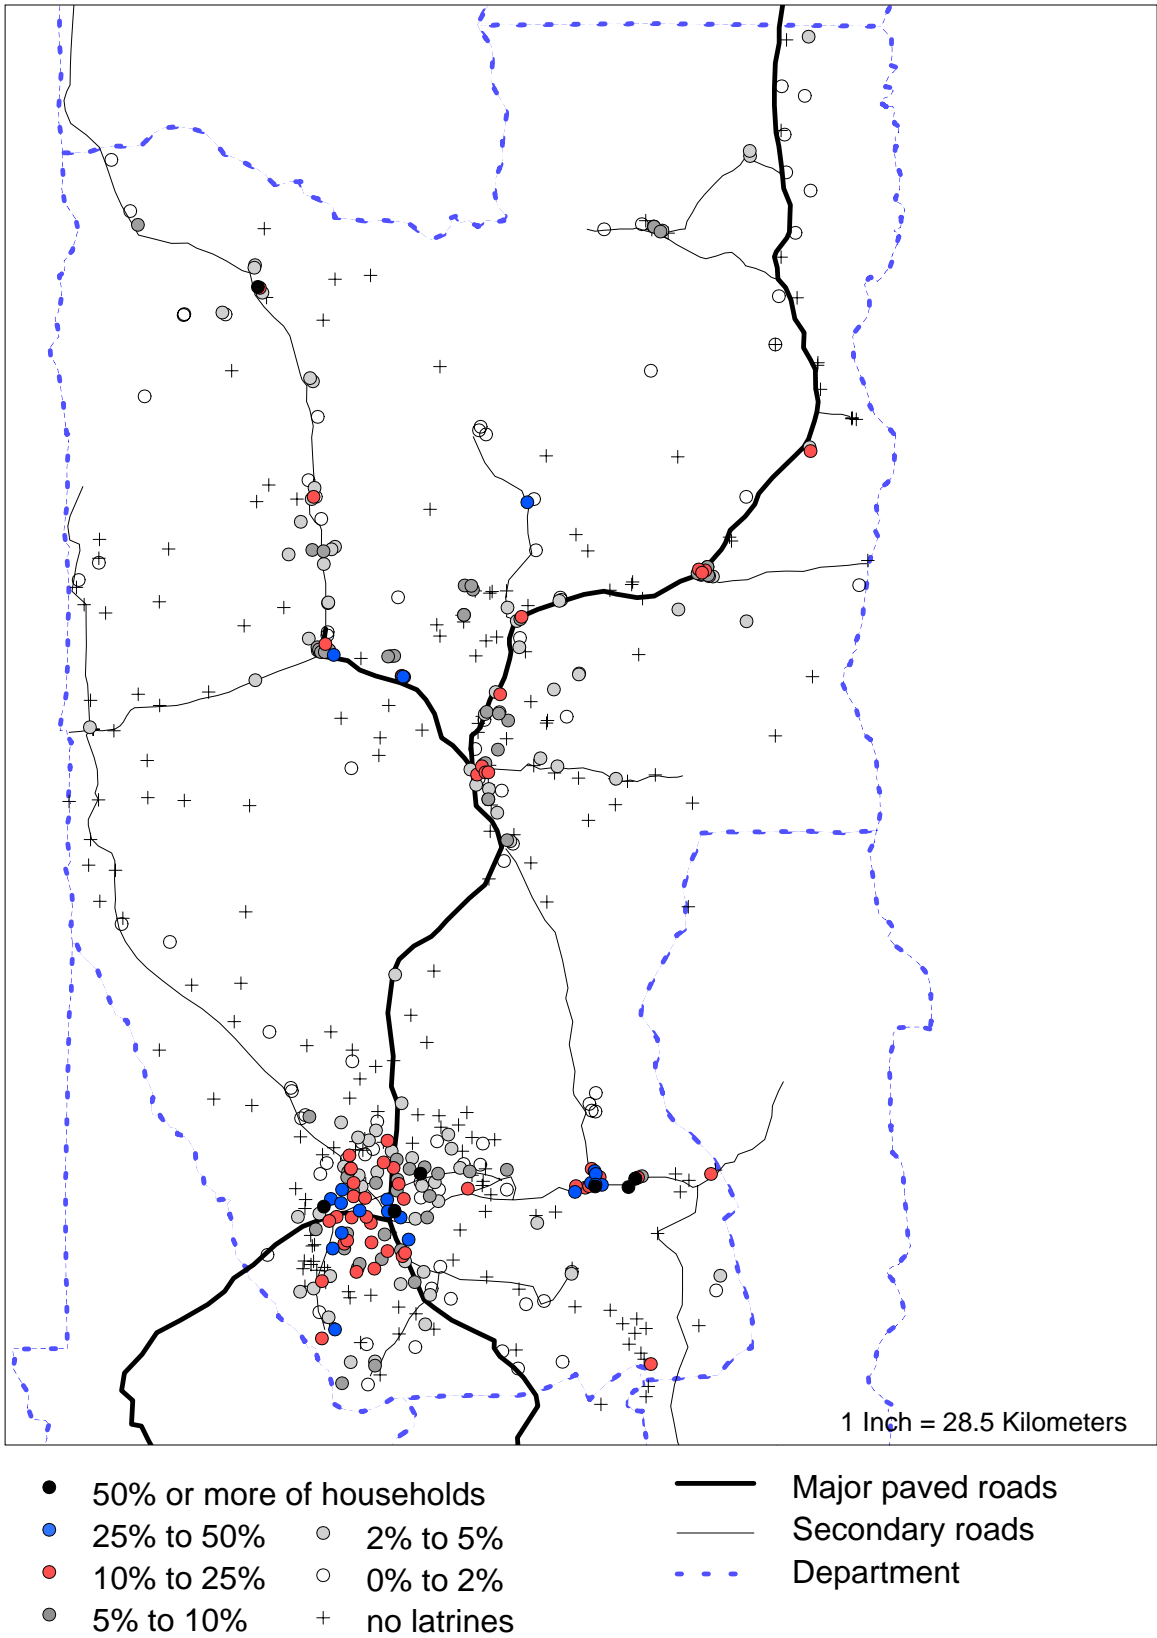 1 Inch = 28.5 Kilometers
50% or more of households
25% to 50%
10% to 25%
5% to 10%
2% to 5%
0% to 2%
no latrines
Major paved roads
Secondary roads
Department